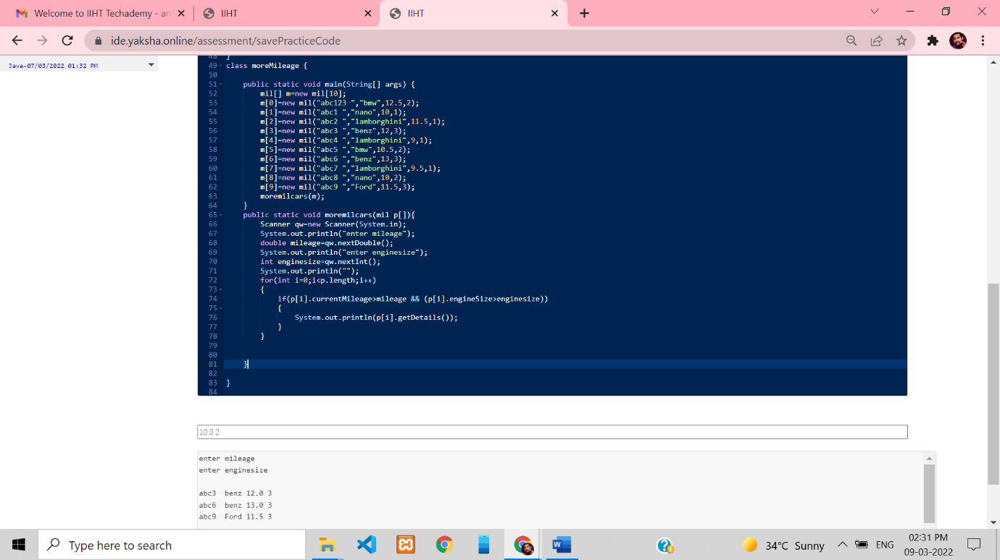 Welcome to IIHT Techademy - an
IIHT
IIHT
ide.yaksha.online/assessment/savePracticeCode
Java-07/03/2022 01:32 PM
48 }
49 class moreMileage {
50
51 public static void main(String[] args) {
52 mil[] m=new mil[10];
53 m[0]=new mil("abc123 ","bmw",12.5,2);
54 m[1]=new mil("abc1 ","nano",10,1);
55 m[2]=new mil("abc2 ","lamborghini",11.5,1);
56 m[3]=new mil("abc3 ","benz",12,3);
57 m[4]=new mil("abc4 ","lamborghini",9,1);
58 m[5]=new mil("abc5 ","bmw",10.5,2);
59 m[6]=new mil("abc6 ","benz",13,3);
60 m[7]=new mil("abc7 ","lamborghini",9.5,1);
61 m[8]=new mil("abc8 ","nano",10,2);
62 m[9]=new mil("abc9 ","Ford",11.5,3);
63 moremilcars(m);
64 }
65 public static void moremilcars(mil p[]){
66 Scanner qw=new Scanner(System.in);
67 System.out.println("enter mileage");
68 double mileage=qw.nextDouble();
69 System.out.println("enter enginesize");
70 int enginesize=qw.nextInt();
71 System.out.println("");
72 for(int i=0;i<p.length;i++)
73 {
74 if(p[i].currentMileage>mileage && (p[i].engineSize>enginesize))
75 {
76 System.out.println(p[i].getDetails());
77 }
78 }
79
80
81 }
82
83 }
84
10.0 2
enter mileage
enter enginesize
abc3 benz 12.0 3
abc6 benz 13.0 3
abc9 Ford 11.5 3
Type here to search
34°C Sunny
ENG
02:31 PM
09-03-2022